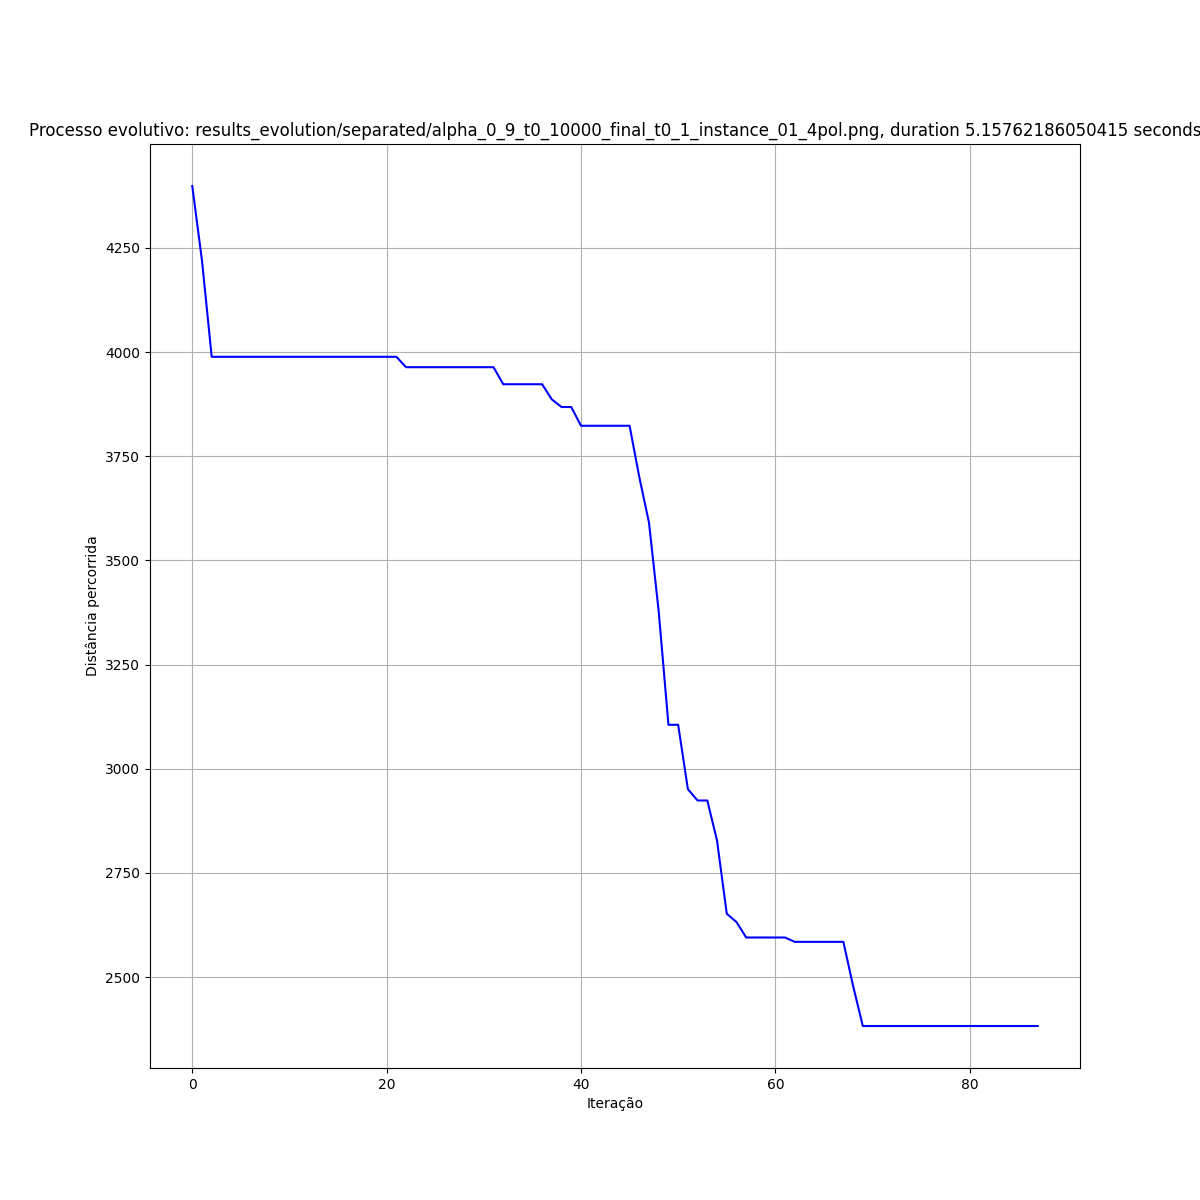 Processo evolutivo: results_evolution/separated/alpha_0_9_t0_10000_final_t0_1_instance_01_4pol.png, duration 5.15762186050415 seconds
4250
4000
3750
3500
3250
3000
2750
2500
Distância percorrida
0 20 40 60 80
Iteração